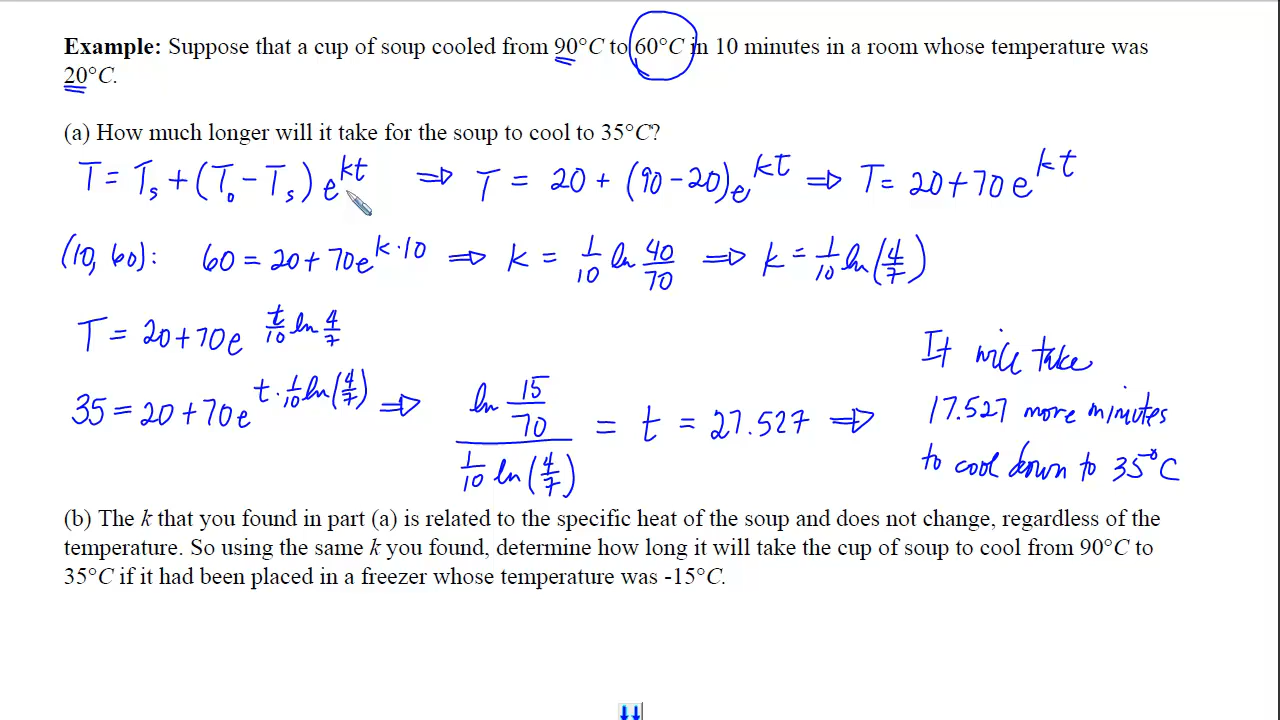 Example: Suppose that a cup of soup cooled from 90°C to 60°C in 10 minutes in a room whose temperature was
20°C.
(a) How much longer will it take for the soup to cool to 35°C?
T = Tₛ + (T₀ − Tₛ) e^(kt) ⇒ T = 20 + (90 − 20)e^(kt) ⇒ T = 20 + 70 e^(kt)
(10, 60): 60 = 20 + 70e^(k·10) ⇒ k = 1/10 ln 40/70 ⇒ k = 1/10 ln(4/7)
T = 20 + 70e^(t/10 ln 4/7)
35 = 20 + 70e^(t · 1/10 ln(4/7)) ⇒ (ln 15/70)/(1/10 ln(4/7)) = t = 27.527 ⇒
It will take
17.527 more minutes
to cool down to 35°C
(b) The k that you found in part (a) is related to the specific heat of the soup and does not change, regardless of the
temperature. So using the same k you found, determine how long it will take the cup of soup to cool from 90°C to
35°C if it had been placed in a freezer whose temperature was -15°C.